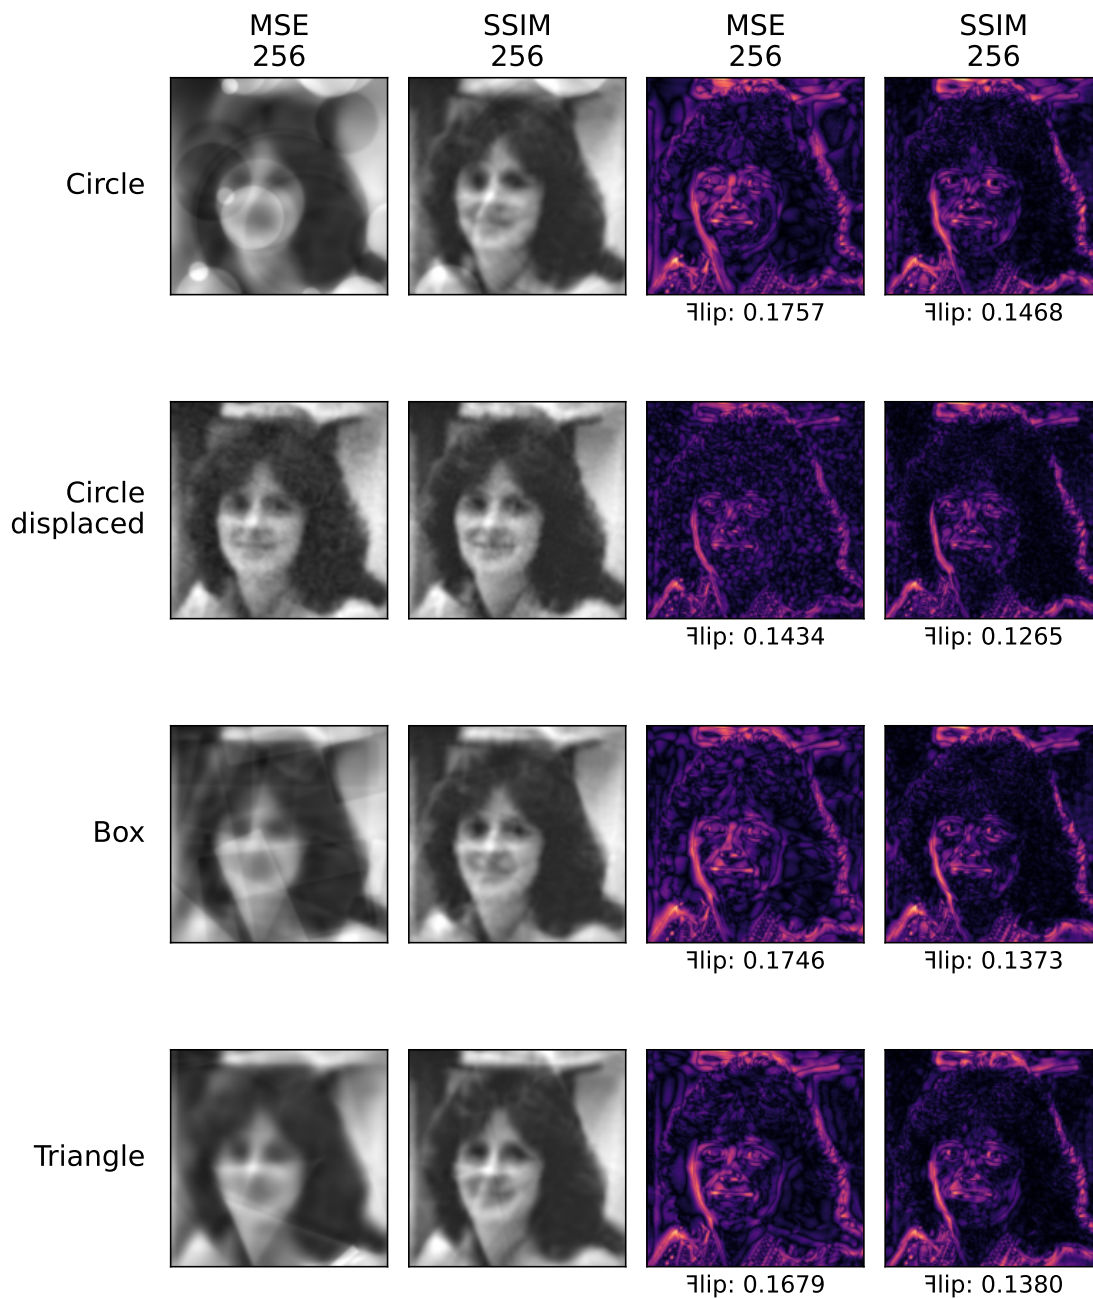 MSE
256
SSIM
256
MSE
256
SSIM
256
Circle
ꟻlip: 0.1757
ꟻlip: 0.1468
Circle
displaced
ꟻlip: 0.1434
ꟻlip: 0.1265
Box
ꟻlip: 0.1746
ꟻlip: 0.1373
Triangle
ꟻlip: 0.1679
ꟻlip: 0.1380